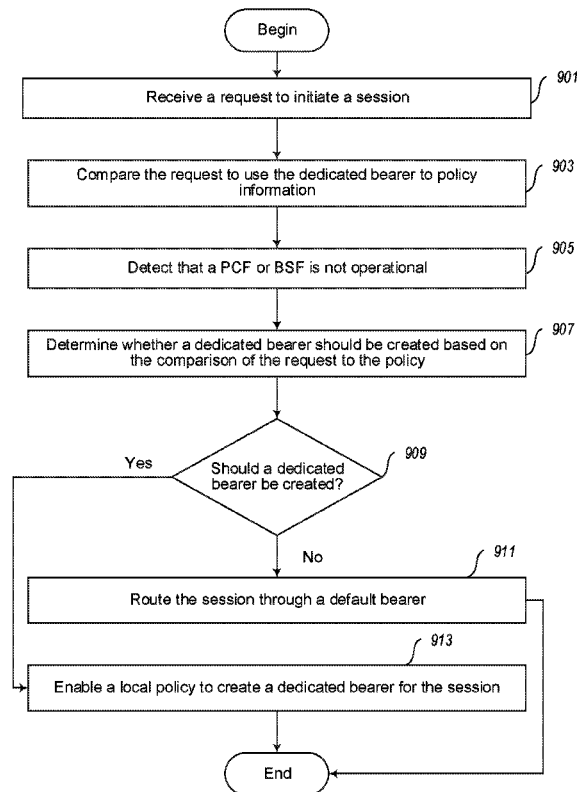 Begin
901
Receive a request to initiate a session
903
Compare the request to use the dedicated bearer to policy
information
905
Detect that a PCF or BSF is not operational
907
Determine whether a dedicated bearer should be created based on
the comparison of the request to the policy
909
Yes
Should a dedicated
bearer be created?
No
911
Route the session through a default bearer
913
Enable a local policy to create a dedicated bearer for the session
End